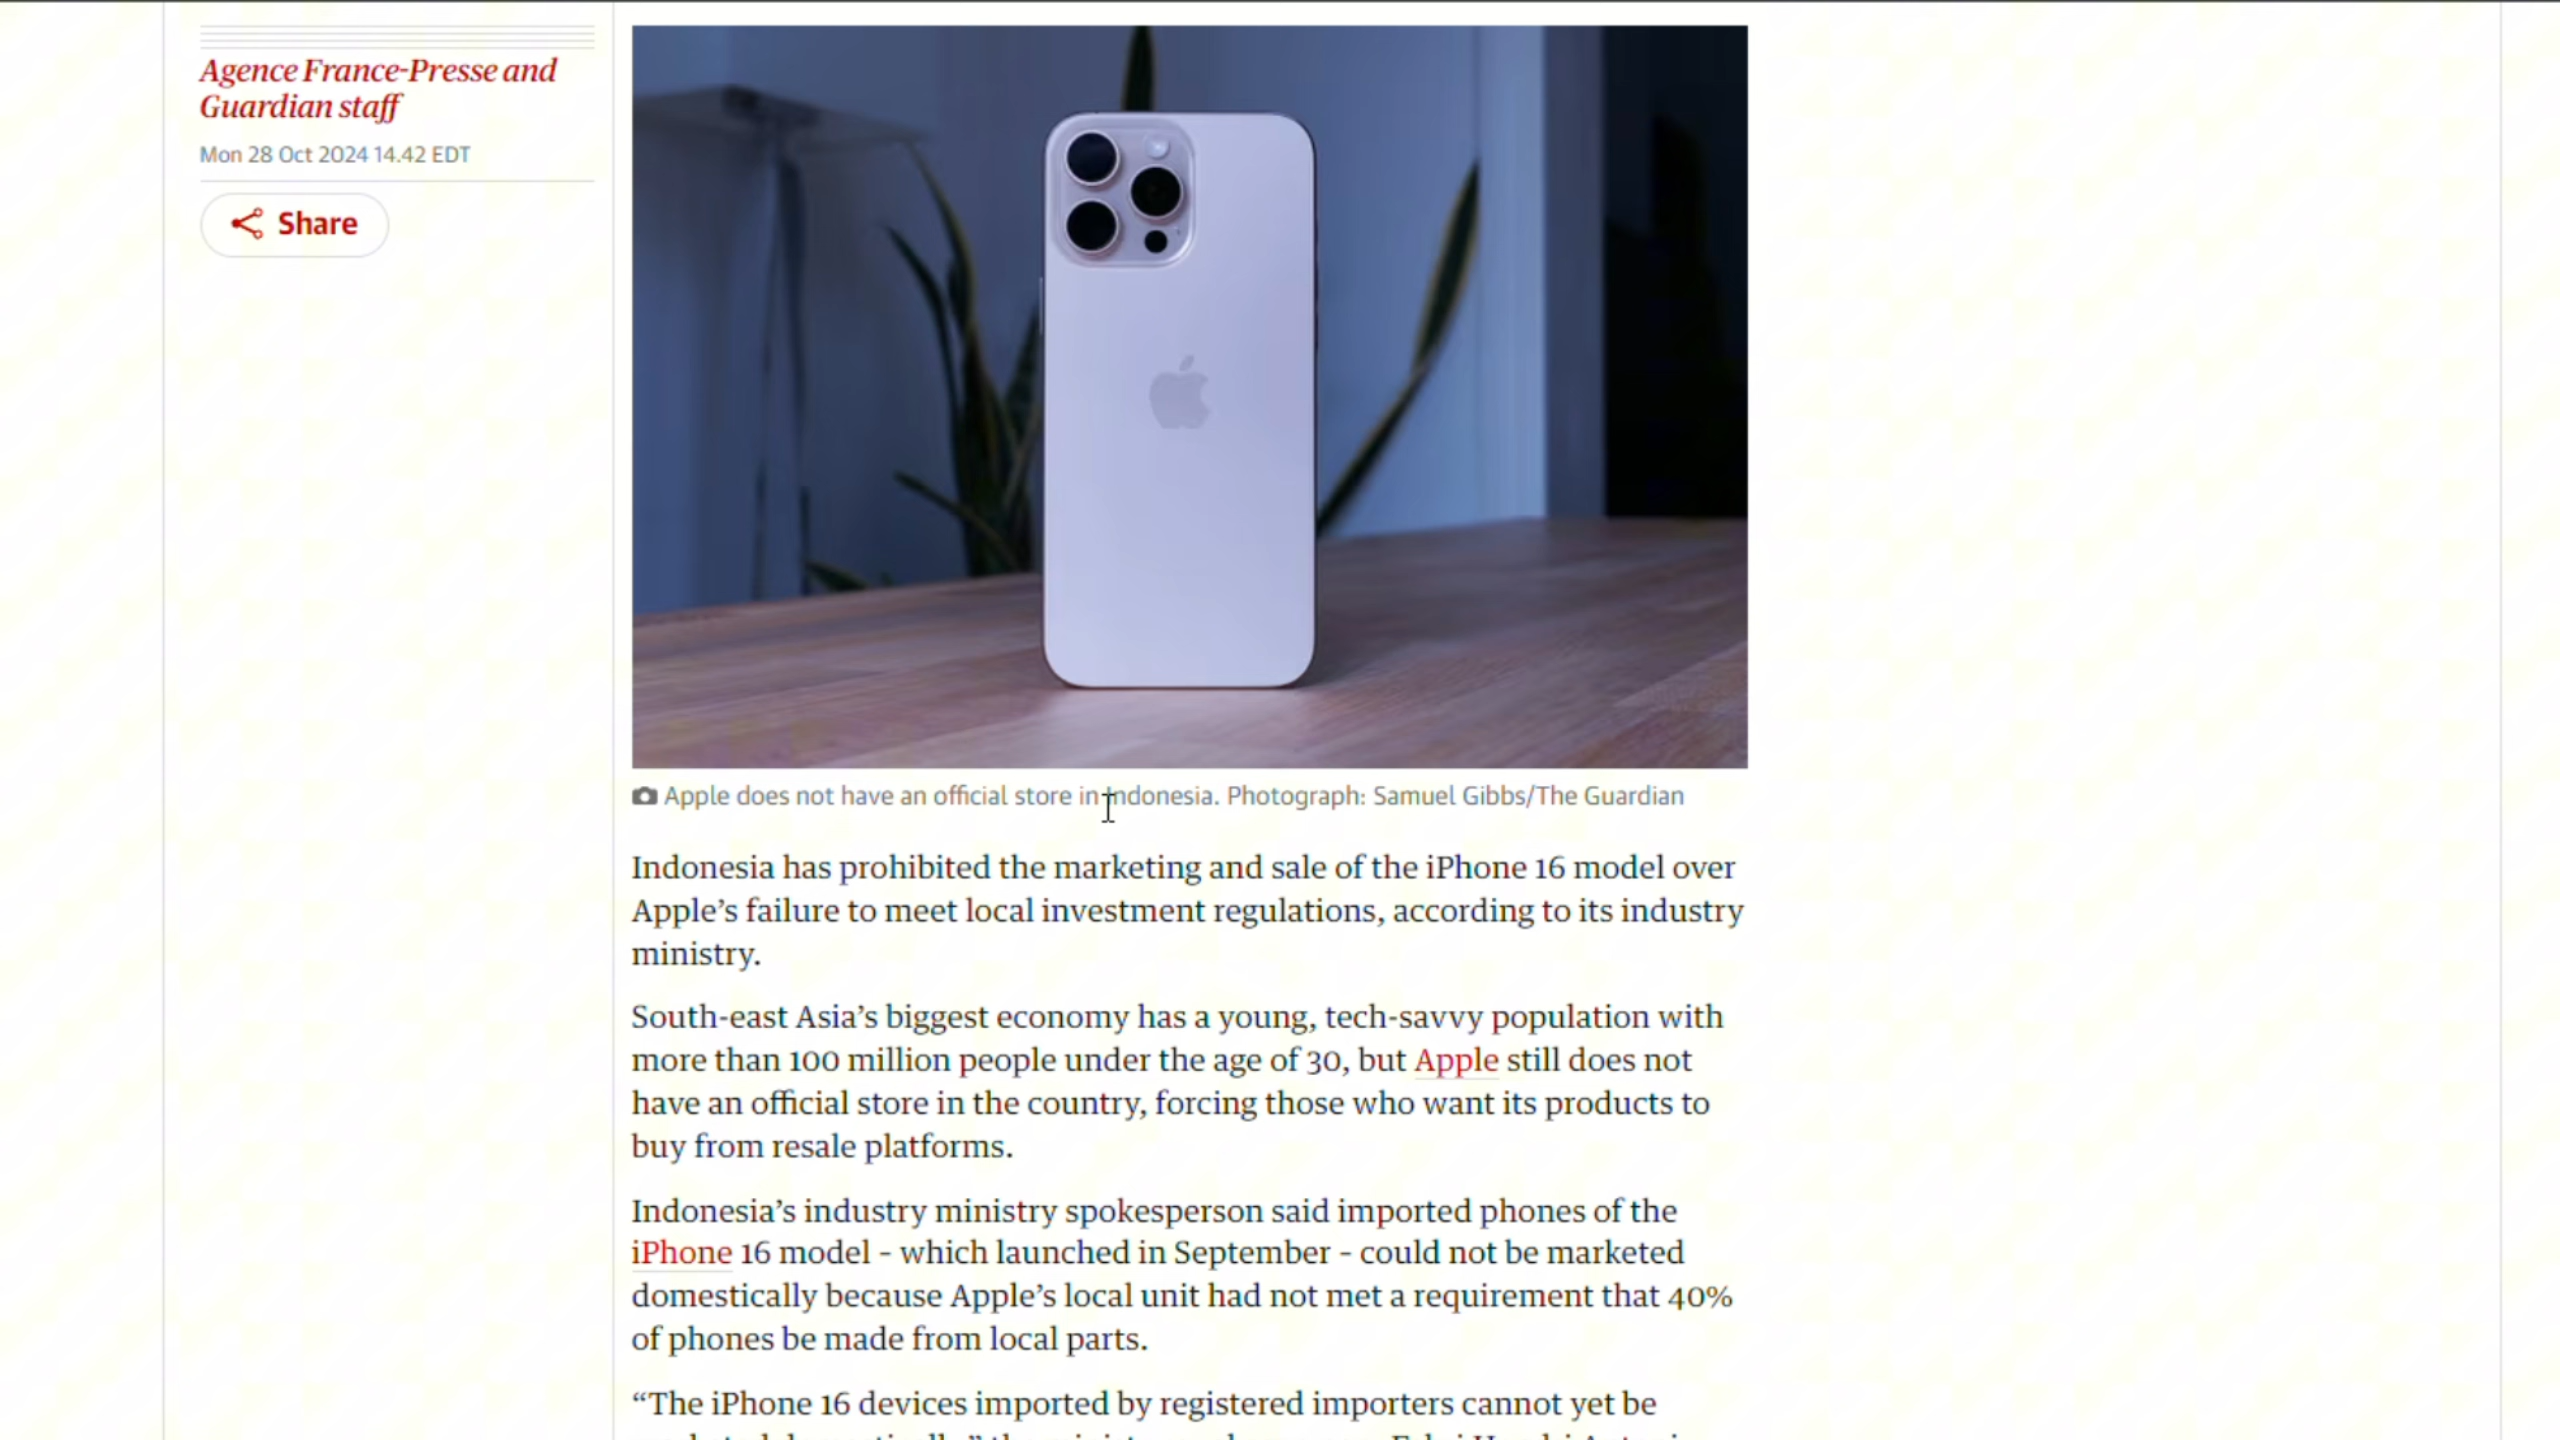 Agence France-Presse and
Guardian staff
Mon 28 Oct 2024 14.42 EDT
Share
Apple does not have an official store in Indonesia. Photograph: Samuel Gibbs/The Guardian
Indonesia has prohibited the marketing and sale of the iPhone 16 model over
Apple’s failure to meet local investment regulations, according to its industry
ministry.
South-east Asia’s biggest economy has a young, tech-savvy population with
more than 100 million people under the age of 30, but Apple still does not
have an official store in the country, forcing those who want its products to
buy from resale platforms.
Indonesia’s industry ministry spokesperson said imported phones of the
iPhone 16 model – which launched in September – could not be marketed
domestically because Apple’s local unit had not met a requirement that 40%
of phones be made from local parts.
“The iPhone 16 devices imported by registered importers cannot yet be